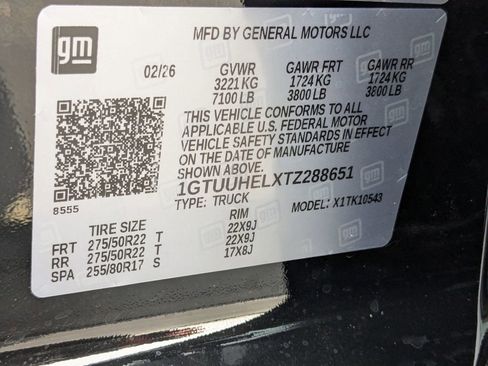 gm
MFD BY GENERAL MOTORS LLC
02/26 GVWR GAWR FRT GAWR RR
3221 KG 1724 KG 1724 KG
7100 LB 3800 LB 3800 LB
THIS VEHICLE CONFORMS TO ALL
APPLICABLE U.S. FEDERAL MOTOR
VEHICLE SAFETY STANDARDS IN EFFECT
ON THE DATE OF MANUFACTURE
1GTUUHELXTZ288651
8555 TYPE: TRUCK MODEL: X1TK10543
TIRE SIZE RIM
FRT 275/50R22 T 22X9J
RR 275/50R22 T 22X9J
SPA 255/80R17 S 17X8J